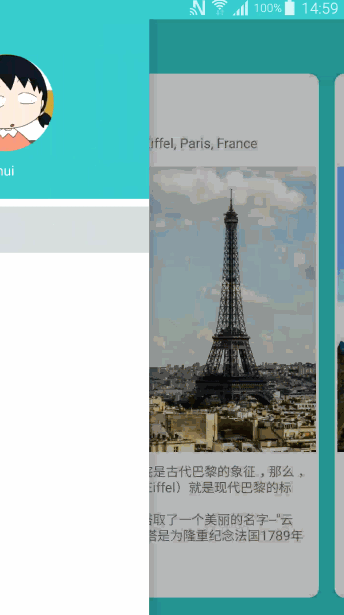 100% 14:59
iffel, Paris, France
hui
是古代巴黎的象征，那么，
Eiffel）就是现代巴黎的标
取了一个美丽的名字—"云
塔是为隆重纪念法国1789年